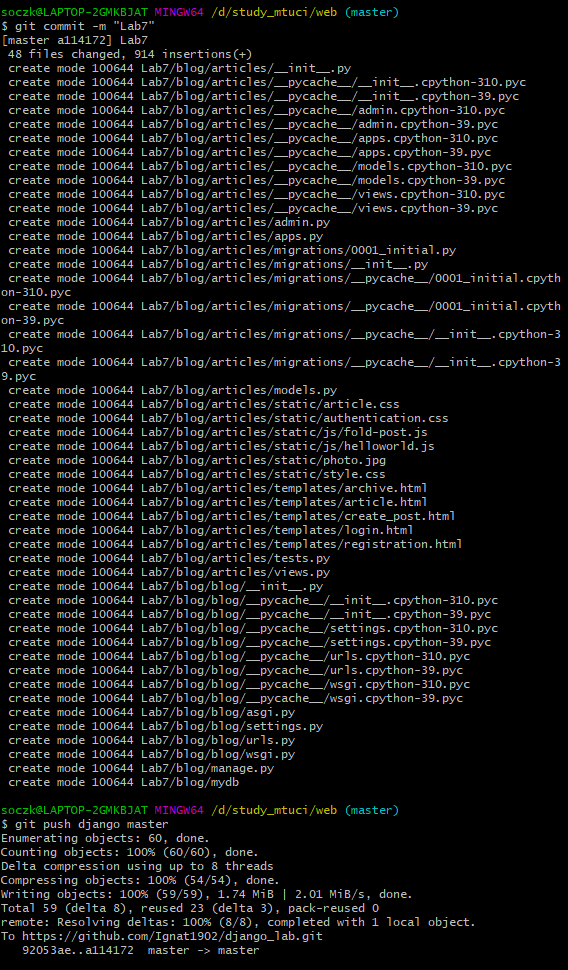 soczk@LAPTOP-2GMKBJAT MINGW64 /d/study_mtuci/web (master)
$ git commit -m "Lab7"
[master a114172] Lab7
 48 files changed, 914 insertions(+)
 create mode 100644 Lab7/blog/articles/__init__.py
 create mode 100644 Lab7/blog/articles/__pycache__/__init__.cpython-310.pyc
 create mode 100644 Lab7/blog/articles/__pycache__/__init__.cpython-39.pyc
 create mode 100644 Lab7/blog/articles/__pycache__/admin.cpython-310.pyc
 create mode 100644 Lab7/blog/articles/__pycache__/admin.cpython-39.pyc
 create mode 100644 Lab7/blog/articles/__pycache__/apps.cpython-310.pyc
 create mode 100644 Lab7/blog/articles/__pycache__/apps.cpython-39.pyc
 create mode 100644 Lab7/blog/articles/__pycache__/models.cpython-310.pyc
 create mode 100644 Lab7/blog/articles/__pycache__/models.cpython-39.pyc
 create mode 100644 Lab7/blog/articles/__pycache__/views.cpython-310.pyc
 create mode 100644 Lab7/blog/articles/__pycache__/views.cpython-39.pyc
 create mode 100644 Lab7/blog/articles/admin.py
 create mode 100644 Lab7/blog/articles/apps.py
 create mode 100644 Lab7/blog/articles/migrations/0001_initial.py
 create mode 100644 Lab7/blog/articles/migrations/__init__.py
 create mode 100644 Lab7/blog/articles/migrations/__pycache__/0001_initial.cpyth
on-310.pyc
 create mode 100644 Lab7/blog/articles/migrations/__pycache__/0001_initial.cpyth
on-39.pyc
 create mode 100644 Lab7/blog/articles/migrations/__pycache__/__init__.cpython-3
10.pyc
 create mode 100644 Lab7/blog/articles/migrations/__pycache__/__init__.cpython-3
9.pyc
 create mode 100644 Lab7/blog/articles/models.py
 create mode 100644 Lab7/blog/articles/static/article.css
 create mode 100644 Lab7/blog/articles/static/authentication.css
 create mode 100644 Lab7/blog/articles/static/js/fold-post.js
 create mode 100644 Lab7/blog/articles/static/js/helloworld.js
 create mode 100644 Lab7/blog/articles/static/photo.jpg
 create mode 100644 Lab7/blog/articles/static/style.css
 create mode 100644 Lab7/blog/articles/templates/archive.html
 create mode 100644 Lab7/blog/articles/templates/article.html
 create mode 100644 Lab7/blog/articles/templates/create_post.html
 create mode 100644 Lab7/blog/articles/templates/login.html
 create mode 100644 Lab7/blog/articles/templates/registration.html
 create mode 100644 Lab7/blog/articles/tests.py
 create mode 100644 Lab7/blog/articles/views.py
 create mode 100644 Lab7/blog/blog/__init__.py
 create mode 100644 Lab7/blog/blog/__pycache__/__init__.cpython-310.pyc
 create mode 100644 Lab7/blog/blog/__pycache__/__init__.cpython-39.pyc
 create mode 100644 Lab7/blog/blog/__pycache__/settings.cpython-310.pyc
 create mode 100644 Lab7/blog/blog/__pycache__/settings.cpython-39.pyc
 create mode 100644 Lab7/blog/blog/__pycache__/urls.cpython-310.pyc
 create mode 100644 Lab7/blog/blog/__pycache__/urls.cpython-39.pyc
 create mode 100644 Lab7/blog/blog/__pycache__/wsgi.cpython-310.pyc
 create mode 100644 Lab7/blog/blog/__pycache__/wsgi.cpython-39.pyc
 create mode 100644 Lab7/blog/blog/asgi.py
 create mode 100644 Lab7/blog/blog/settings.py
 create mode 100644 Lab7/blog/blog/urls.py
 create mode 100644 Lab7/blog/blog/wsgi.py
 create mode 100644 Lab7/blog/manage.py
 create mode 100644 Lab7/blog/mydb
soczk@LAPTOP-2GMKBJAT MINGW64 /d/study_mtuci/web (master)
$ git push django master
Enumerating objects: 60, done.
Counting objects: 100% (60/60), done.
Delta compression using up to 8 threads
Compressing objects: 100% (54/54), done.
Writing objects: 100% (59/59), 1.74 MiB | 2.01 MiB/s, done.
Total 59 (delta 8), reused 23 (delta 3), pack-reused 0
remote: Resolving deltas: 100% (8/8), completed with 1 local object.
To https://github.com/Ignat1902/django_lab.git
   92053ae..a114172  master -> master